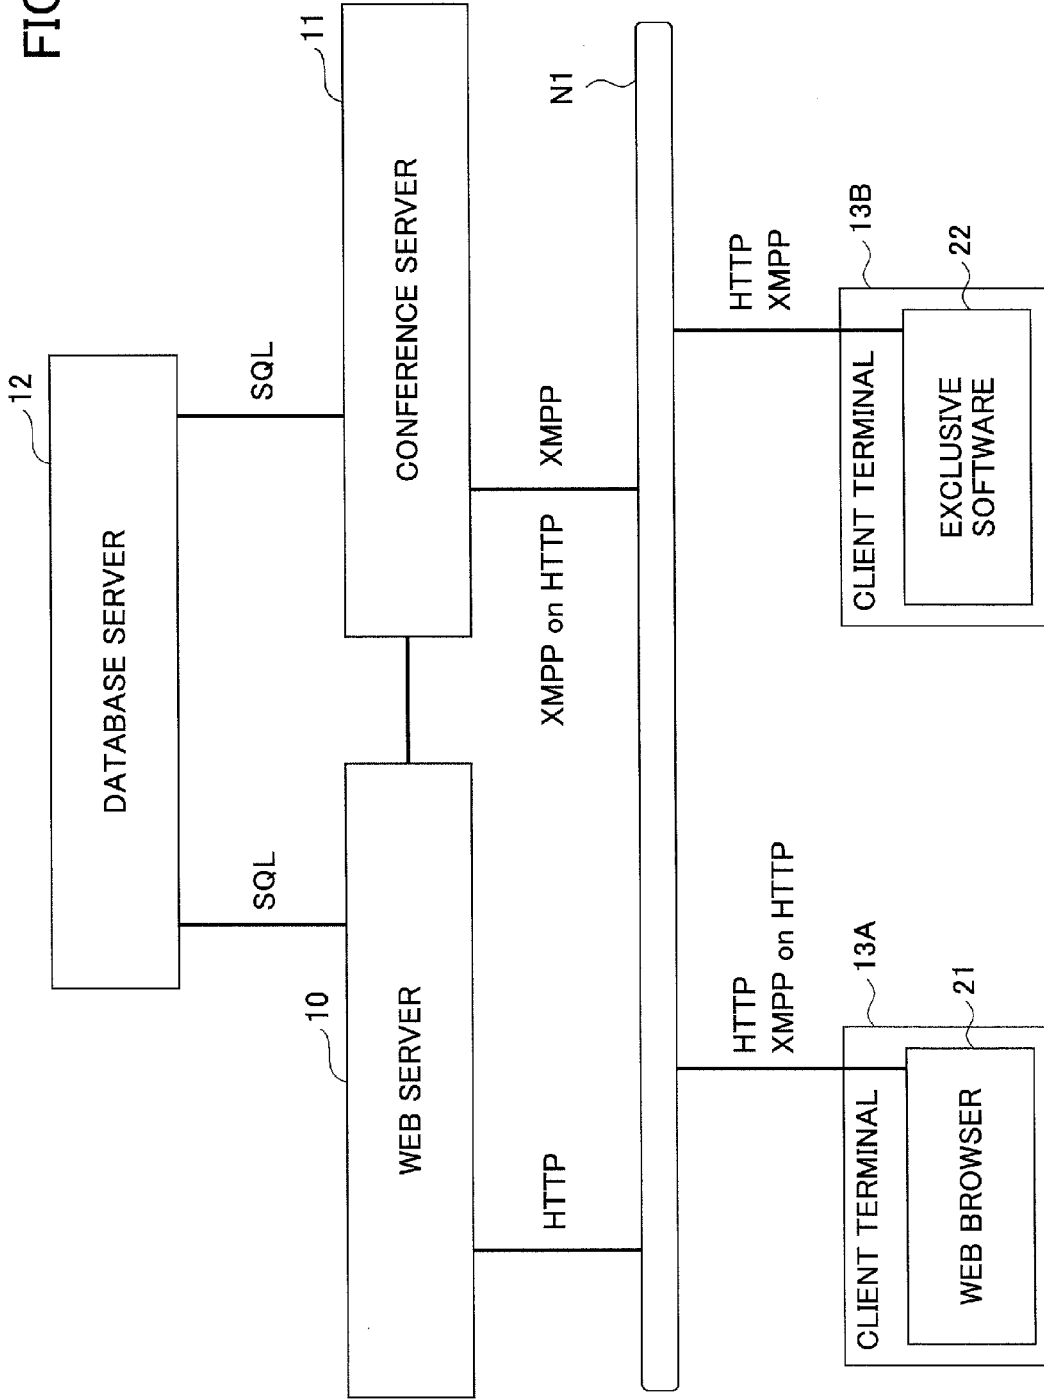 FIG
12
DATABASE SERVER
SQL
SQL
10
11
WEB SERVER
CONFERENCE SERVER
HTTP
XMPP on HTTP
XMPP
N1
HTTP
XMPP on HTTP
HTTP
XMPP
13A
13B
CLIENT TERMINAL
21
WEB BROWSER
CLIENT TERMINAL
22
EXCLUSIVE
SOFTWARE